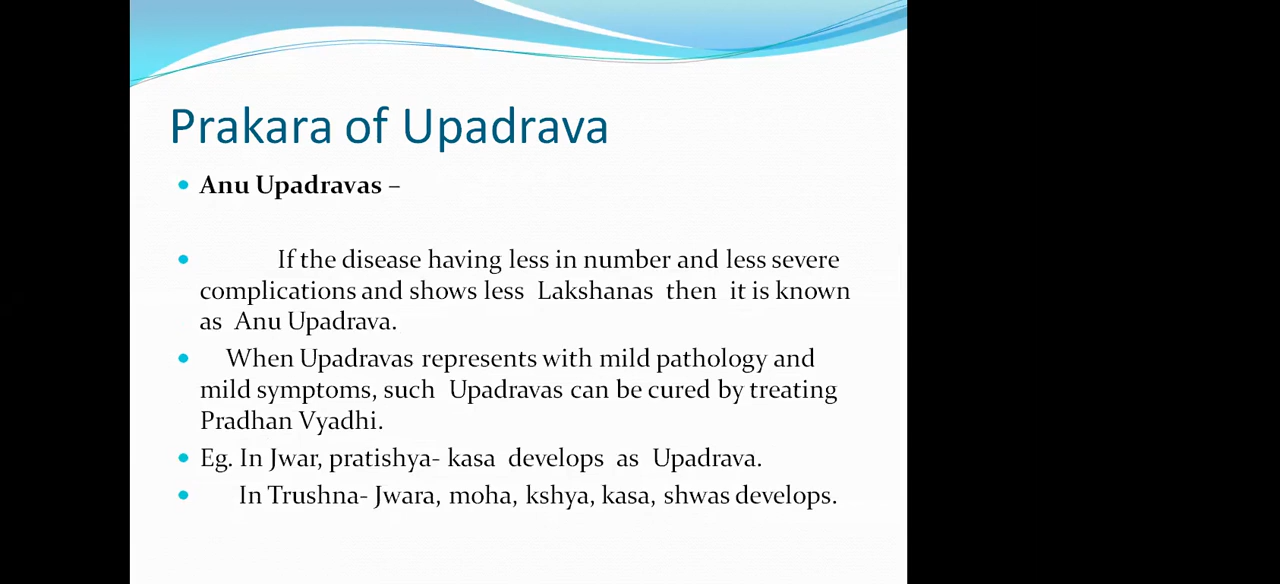 Prakara of Upadrava
Anu Upadravas –
If the disease having less in number and less severe
complications and shows less Lakshanas then it is known
as Anu Upadrava.
When Upadravas represents with mild pathology and
mild symptoms, such Upadravas can be cured by treating
Pradhan Vyadhi.
Eg. In Jwar, pratishya- kasa develops as Upadrava.
In Trushna- Jwara, moha, kshya, kasa, shwas develops.